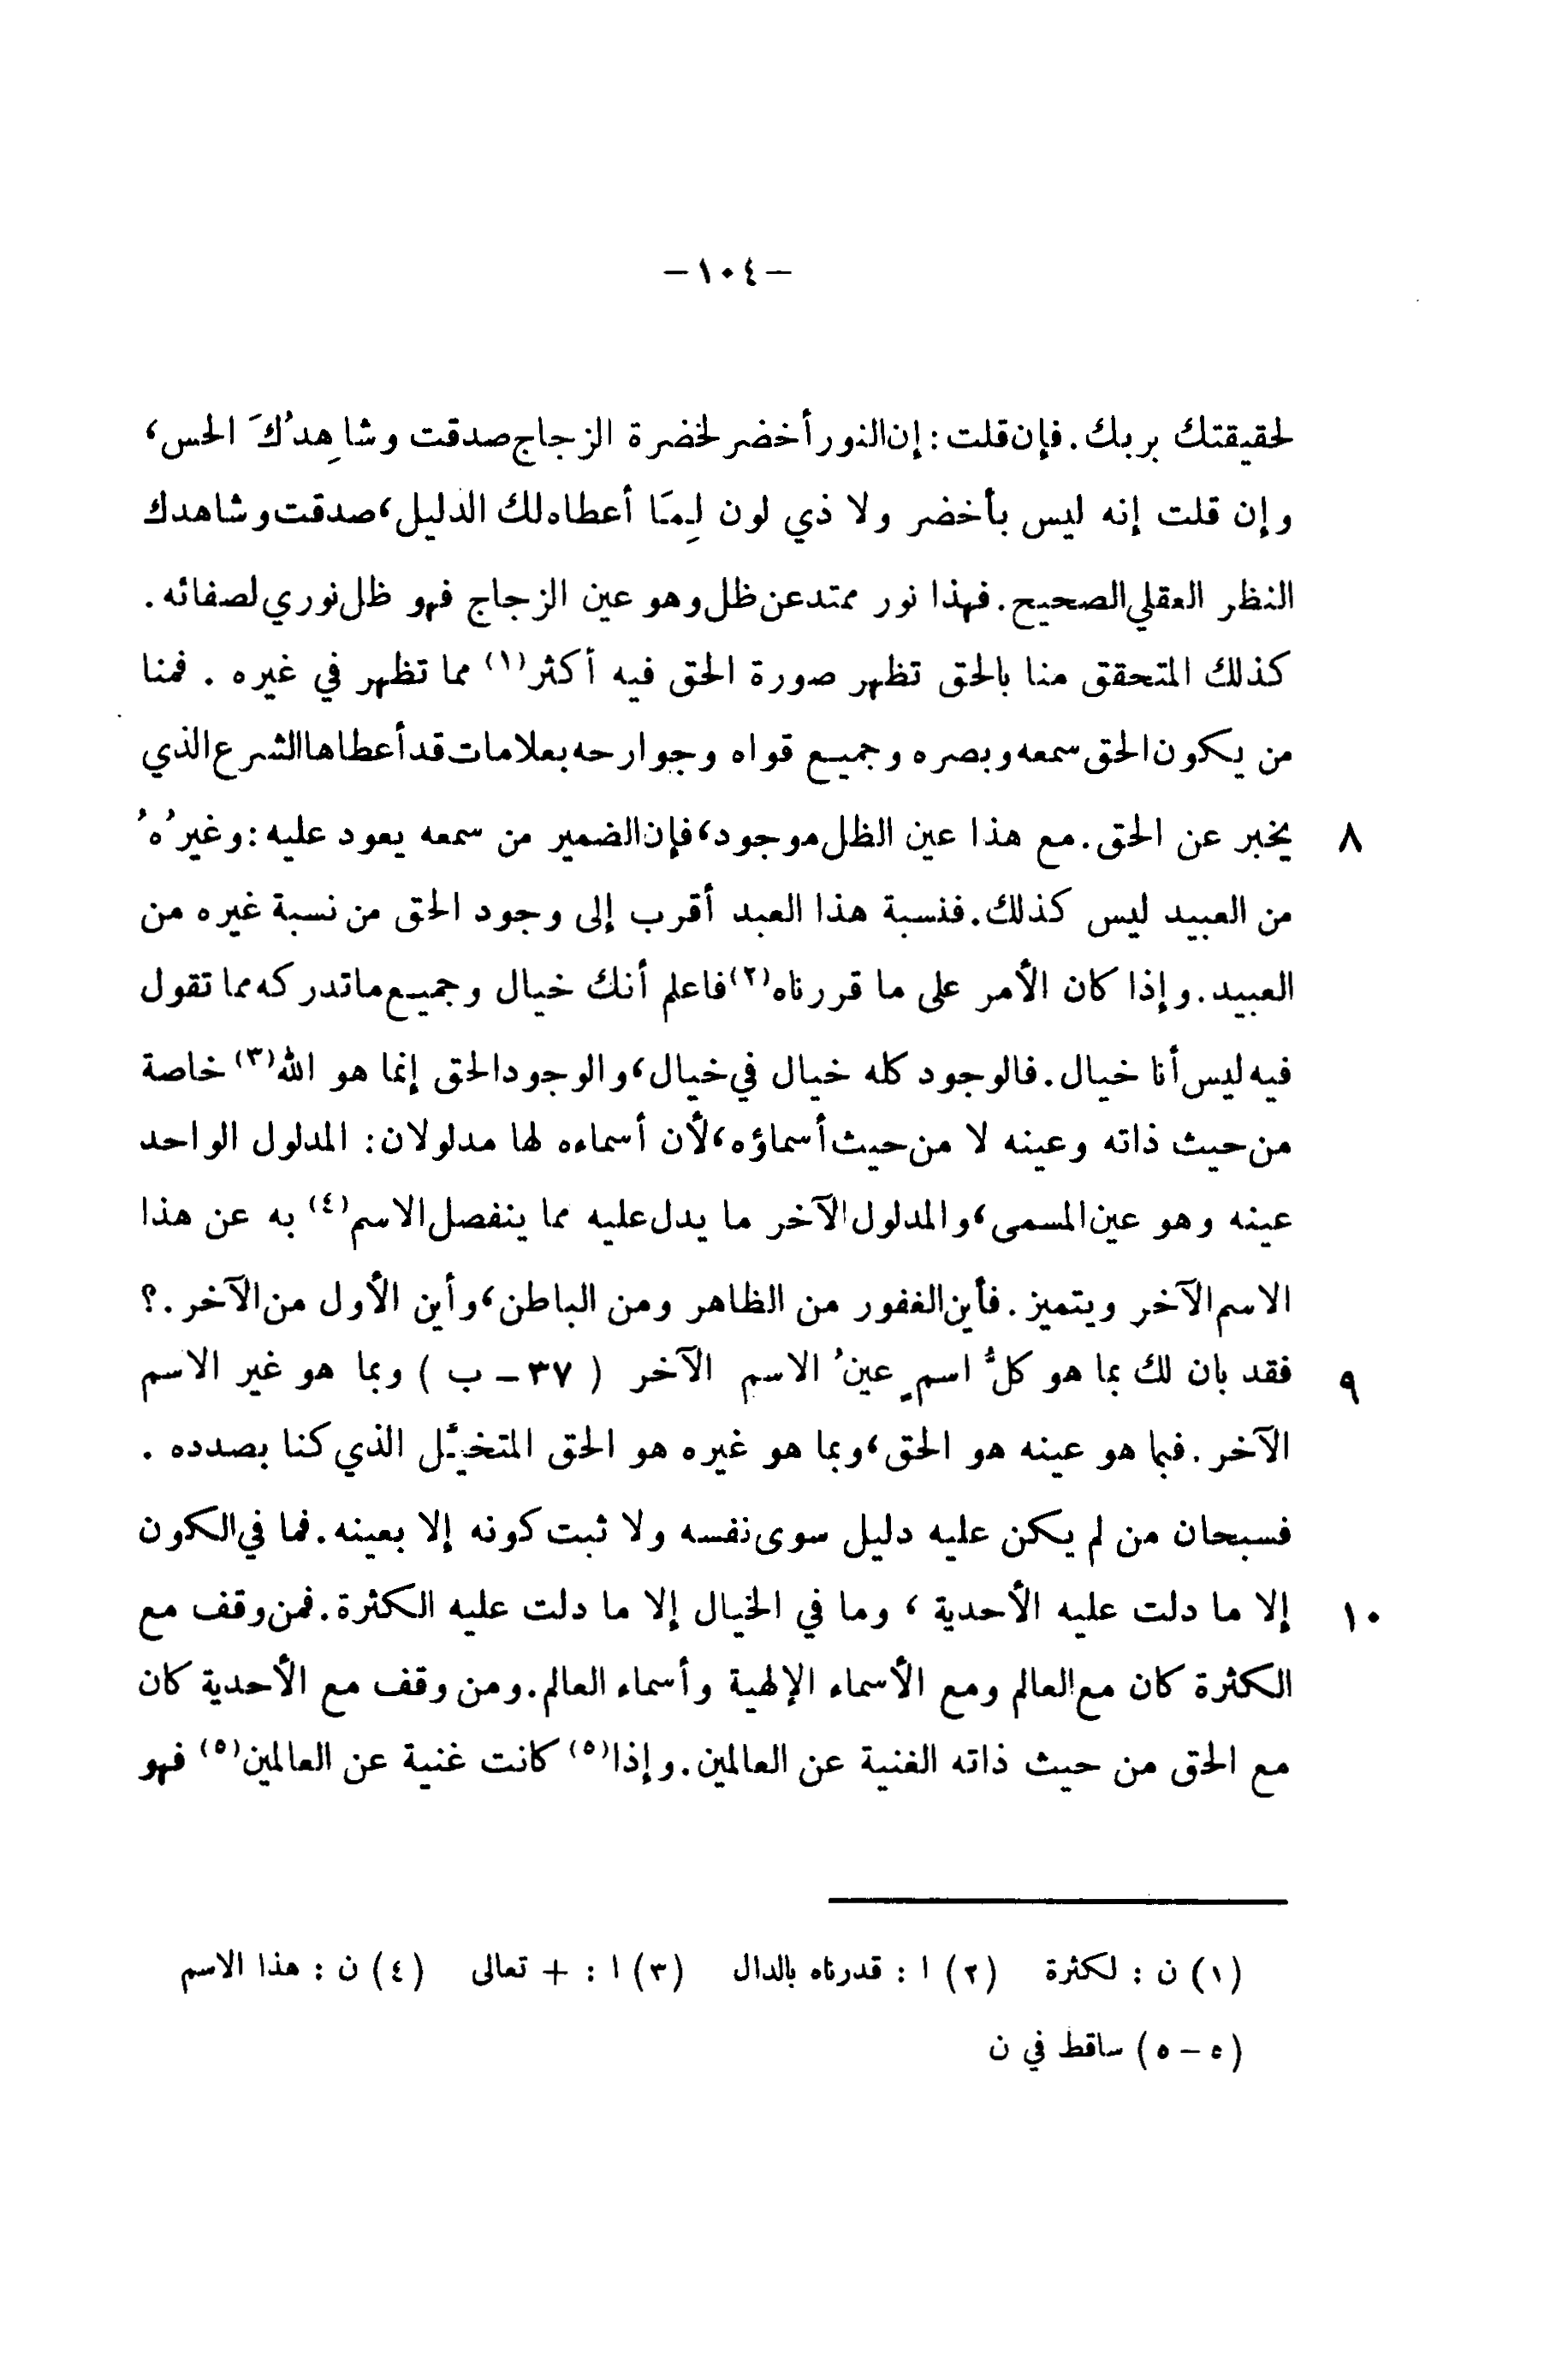 – ١٠٤ –
لحقيقتك بربك. فإن قلت: إن النور أخضر لخضرة الزجاج صدقت وشاهِدُكَ الحس،
وإن قلت إنه ليس بأخضر ولا ذي لون لِمَا أعطاه لك الدليل، صدقت وشاهدك
النظر العقلي الصحيح. فهذا نور ممتد عن ظل وهو عين الزجاج فهو ظل نوري لصفائه.
كذلك المتحقق منا بالحق تظهر صورة الحق فيه أكثر(١) مما تظهر في غيره . فمنا
من يكون الحق سمعه وبصره وجميع قواه وجوارحه بعلامات قد أعطاها الشرع الذي
٨ يخبر عن الحق. مع هذا عين الظل موجود، فإن الضمير من سمعه يعود عليه: وغيرُهُ
من العبيد ليس كذلك. فنسبة هذا العبد أقرب إلى وجود الحق من نسبة غيره من
العبيد. وإذا كان الأمر على ما قررناه(٢) فاعلم أنك خيال وجميع ما تدركه مما تقول
فيه ليس أنا خيال. فالوجود كله خيال في خيال، والوجود الحق إنما هو الله(٣) خاصة
من حيث ذاته وعينه لا من حيث أسماؤه، لأن أسماءه لها مدلولان: المدلول الواحد
عينه وهو عين المسمى، والمدلول الآخر ما يدل عليه مما ينفصل الاسم(٤) به عن هذا
الاسم الآخر ويتميز. فأين الغفور من الظاهر ومن الباطن، وأين الأول من الآخر.؟
٩ فقد بان لك بما هو كلُّ اسمٍ عينُ الاسم الآخر ( ٣٧ – ب ) وبما هو غير الاسم
الآخر. فبما هو عينه هو الحق، وبما هو غيره هو الحق المتخيَّل الذي كنا بصدده .
فسبحان من لم يكن عليه دليل سوى نفسه ولا ثبت كونه إلا بعينه. فما في الكون
١٠ إلا ما دلت عليه الأحدية ، وما في الخيال إلا ما دلت عليه الكثرة. فمن وقف مع
الكثرة كان مع العالم ومع الأسماء الإلهية وأسماء العالم. ومن وقف مع الأحدية كان
مع الحق من حيث ذاته الغنية عن العالمين. وإذا(٥) كانت غنية عن العالمين(٥) فهو
(١) ن : لكثرة (٢) ا : قدرناه بالدال (٣) ا : + تعالى (٤) ن : هذا الاسم
(٥ – ٥) ساقط في ن